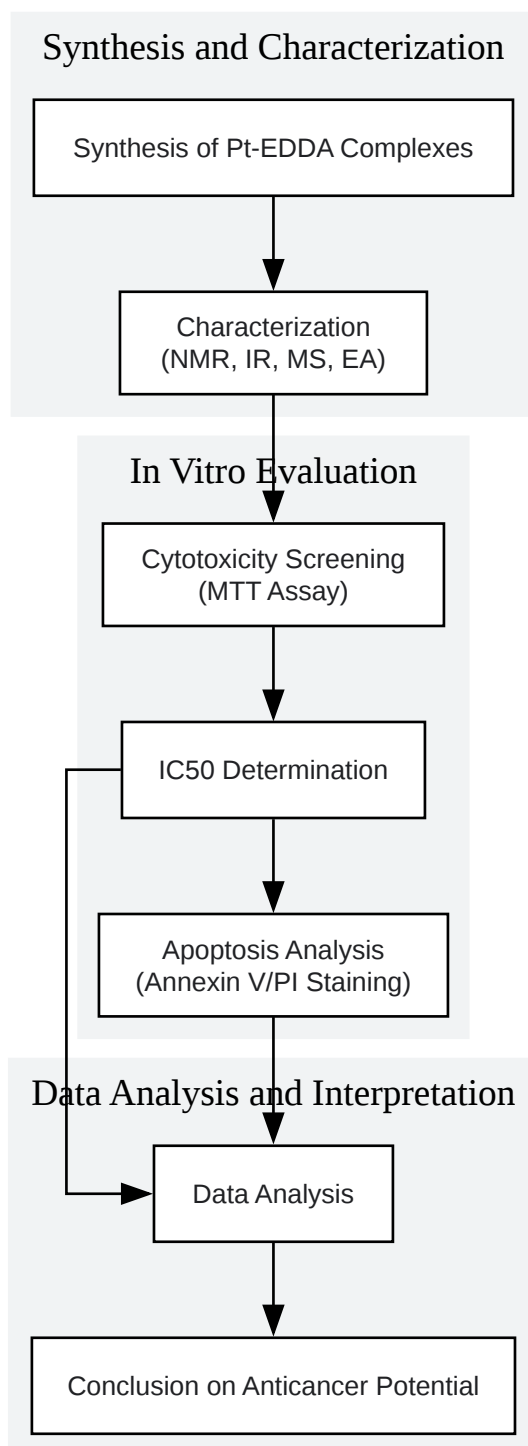 Synthesis and Characterization
Synthesis of Pt-EDDA Complexes
Characterization
(NMR, IR, MS, EA)
In Vitro Evaluation
Cytotoxicity Screening
(MTT Assay)
IC50 Determination
Apoptosis Analysis
(Annexin V/PI Staining)
Data Analysis and Interpretation
Data Analysis
Conclusion on Anticancer Potential